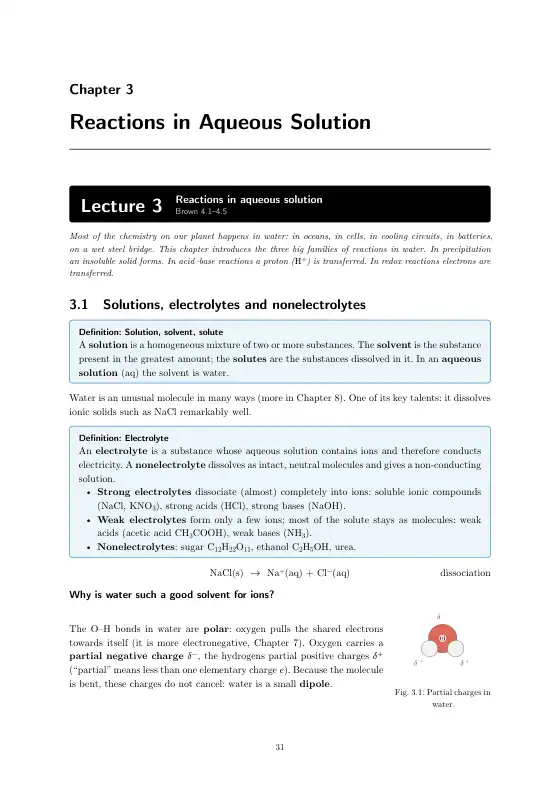 Chapter 3
Reactions in Aqueous Solution
Lecture 3
Reactions in aqueous solution
Brown 4.1–4.5
Most of the chemistry on our planet happens in water: in oceans, in cells, in cooling circuits, in batteries,
on a wet steel bridge. This chapter introduces the three big families of reactions in water. In precipitation
an insoluble solid forms. In acid–base reactions a proton (H⁺) is transferred. In redox reactions electrons are
transferred.
3.1 Solutions, electrolytes and nonelectrolytes
Definition: Solution, solvent, solute
A solution is a homogeneous mixture of two or more substances. The solvent is the substance
present in the greatest amount; the solutes are the substances dissolved in it. In an aqueous
solution (aq) the solvent is water.
Water is an unusual molecule in many ways (more in Chapter 8). One of its key talents: it dissolves
ionic solids such as NaCl remarkably well.
Definition: Electrolyte
An electrolyte is a substance whose aqueous solution contains ions and therefore conducts
electricity. A nonelectrolyte dissolves as intact, neutral molecules and gives a non-conducting
solution.
• Strong electrolytes dissociate (almost) completely into ions: soluble ionic compounds
(NaCl, KNO₃), strong acids (HCl), strong bases (NaOH).
• Weak electrolytes form only a few ions; most of the solute stays as molecules: weak
acids (acetic acid CH₃COOH), weak bases (NH₃).
• Nonelectrolytes: sugar C₁₂H₂₂O₁₁, ethanol C₂H₅OH, urea.
NaCl(s) → Na⁺(aq) + Cl⁻(aq) dissociation
Why is water such a good solvent for ions?
The O–H bonds in water are polar: oxygen pulls the shared electrons
towards itself (it is more electronegative, Chapter 7). Oxygen carries a
partial negative charge δ⁻, the hydrogens partial positive charges δ⁺
(“partial” means less than one elementary charge e). Because the molecule
is bent, these charges do not cancel: water is a small dipole.
δ
O
δ⁺ δ⁺
Fig. 3.1: Partial charges in
water.
31